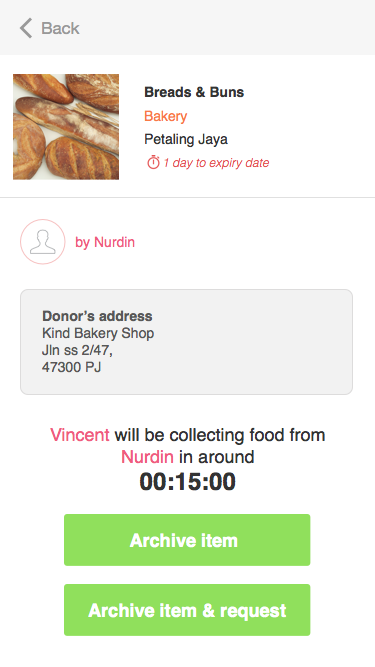 Back
Breads & Buns
Bakery
Petaling Jaya
1 day to expiry date
by Nurdin
Donor's address
Kind Bakery Shop
Jln ss 2/47,
47300 PJ
Vincent will be collecting food from
Nurdin in around
00:15:00
Archive item
Archive item & request